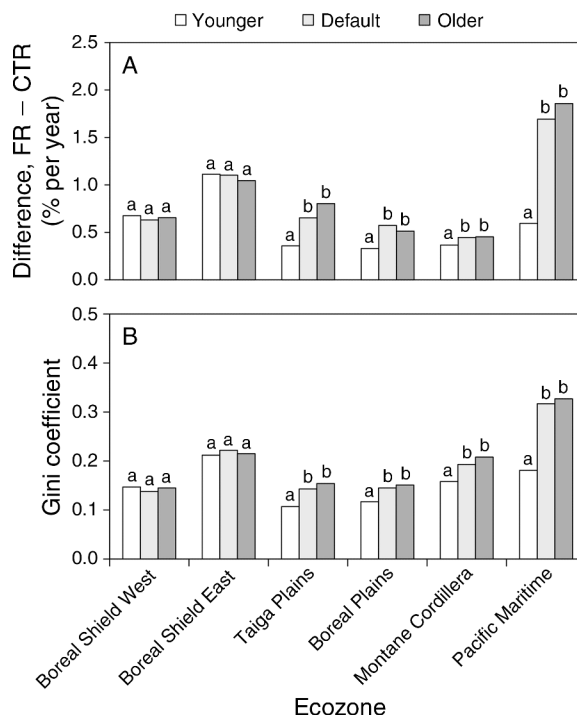 Younger Default Older
A
Difference, FR – CTR
(% per year)
2.5
2.0
1.5
1.0
0.5
0.0
a a a
a a a
a b b
a b b
a b b
a b b
B
Gini coefficient
0.5
0.4
0.3
0.2
0.1
0.0
a a a
a a a
a b b
a b b
a b b
a b b
Boreal Shield West
Boreal Shield East
Taiga Plains
Boreal Plains
Montane Cordillera
Pacific Maritime
Ecozone